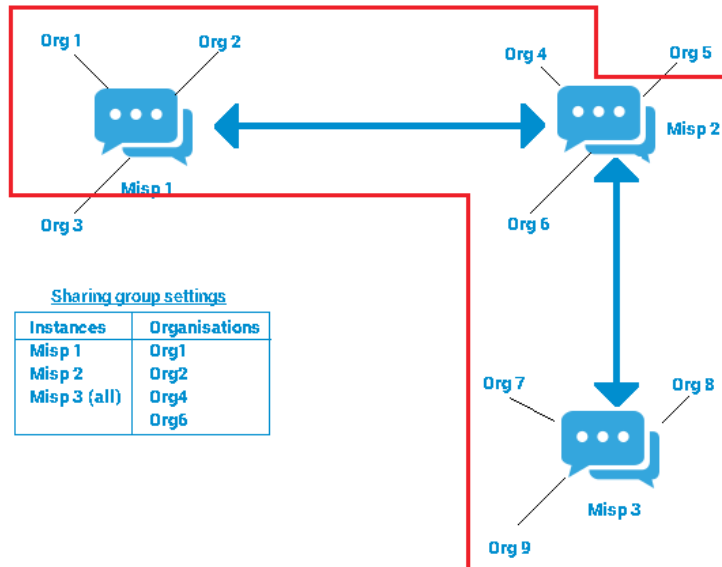 Org 1
Org 2
Misp 1
Org 3
Org 4
Org 5
Misp 2
Org 6
Sharing group settings
Instances Organisations
Misp 1 Org1
Misp 2 Org2
Misp 3 (all) Org4
Org6
Org 7
Org 8
Misp 3
Org 9